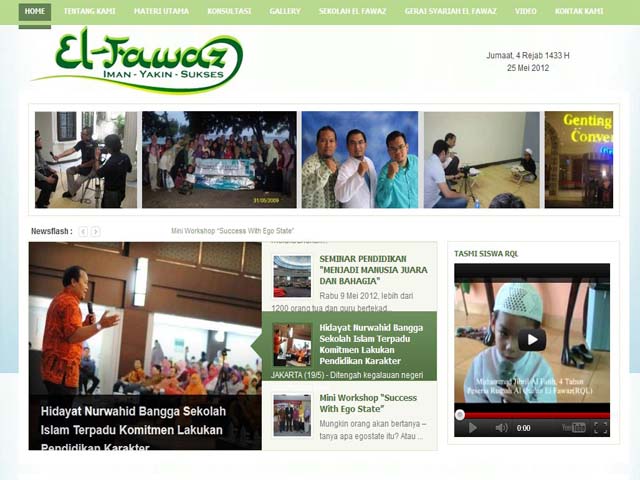 HOME TENTANG KAMI MATERI UTAMA KONSULTASI GALLERY SEKOLAH EL FAWAZ GERAI SYARIAH EL FAWAZ VIDEO KONTAK KAMI
El-Fawaz
IMAN - YAKIN - SUKSES
Jumaat, 4 Rejab 1433 H
25 Mei 2012
31/05/2009
Genting
Conve
Newsflash :
Mini Workshop "Success With Ego State"
TASMI SISWA RQL
SEMINAR PENDIDIKAN
"MENJADI MANUSIA JUARA
DAN BAHAGIA"
Rabu 9 Mei 2012, lebih dari
1200 orang tua dan guru bertekad...
Hidayat Nurwahid Bangga
Sekolah Islam Terpadu
Komitmen Lakukan
Pendidikan Karakter
JAKARTA (19/5) - Ditengah kegalauan negeri
Mini Workshop "Success
With Ego State"
Mungkin orang akan bertanya –
tanya apa egostate itu? Atau ...
Hidayat Nurwahid Bangga Sekolah
Islam Terpadu Komitmen Lakukan
Pendidikan Karakter
Muhammad Jibril Al Fatih, 4 Tahun
Peserta Rumah Al Qur'an El Fawaz(RQL)
0:00
YouTube